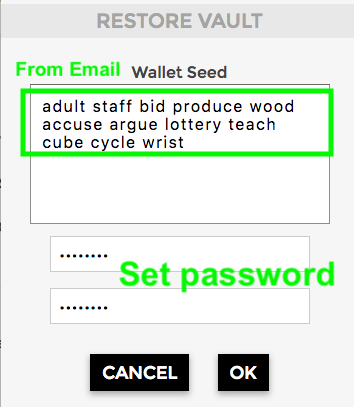 RESTORE VAULT
From Email Wallet Seed
adult staff bid produce wood
accuse argue lottery teach
cube cycle wrist
........
Set password
........
CANCEL OK